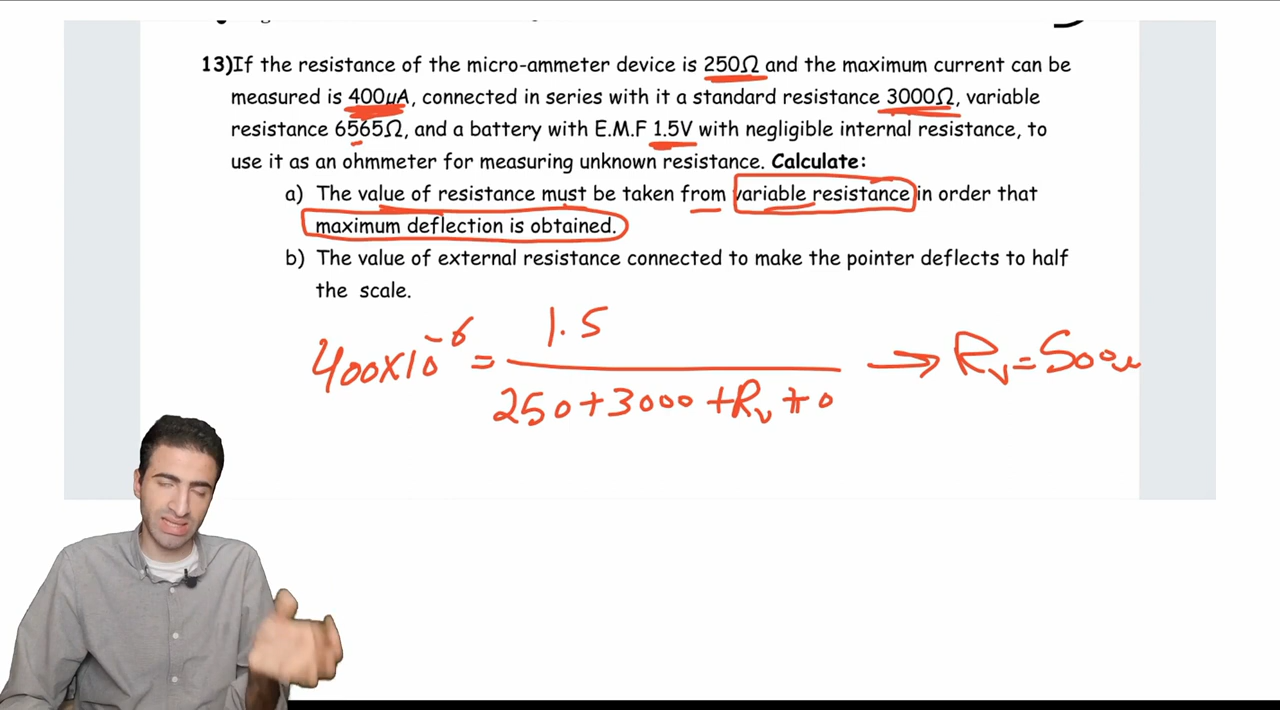 13)If the resistance of the micro-ammeter device is 250Ω and the maximum current can be
measured is 400μA, connected in series with it a standard resistance 3000Ω, variable
resistance 6565Ω, and a battery with E.M.F 1.5V with negligible internal resistance, to
use it as an ohmmeter for measuring unknown resistance. Calculate:
a) The value of resistance must be taken from variable resistance in order that
maximum deflection is obtained.
b) The value of external resistance connected to make the pointer deflects to half
the scale.
400×10⁻⁶ = 1.5 / (250+3000+Rᵥ+0) → Rᵥ=500